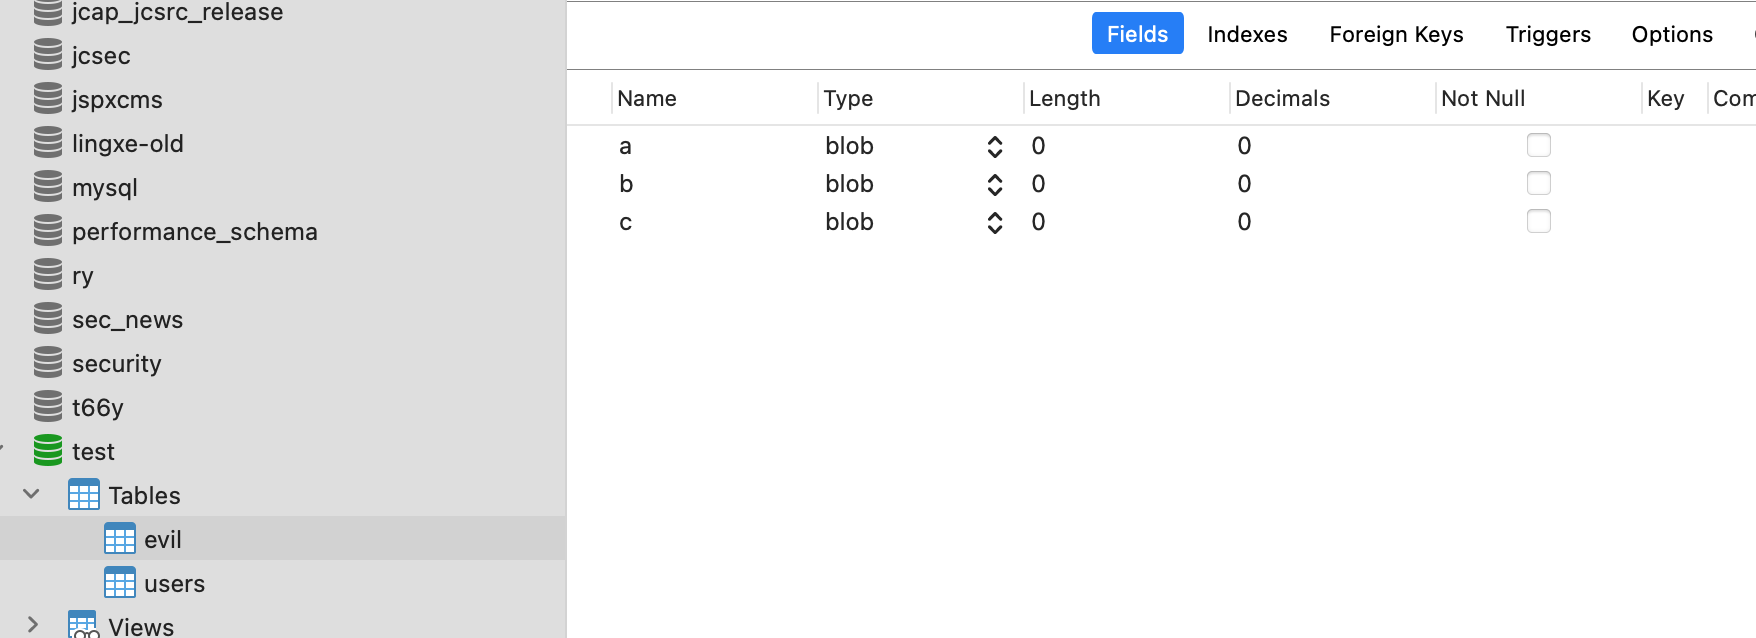 jcap_jcsrc_release
jcsec
jspxcms
lingxe-old
mysql
performance_schema
ry
sec_news
security
t66y
test
Tables
evil
users
Views
Fields Indexes Foreign Keys Triggers Options
Name Type Length Decimals Not Null Key Com
a blob 0 0
b blob 0 0
c blob 0 0